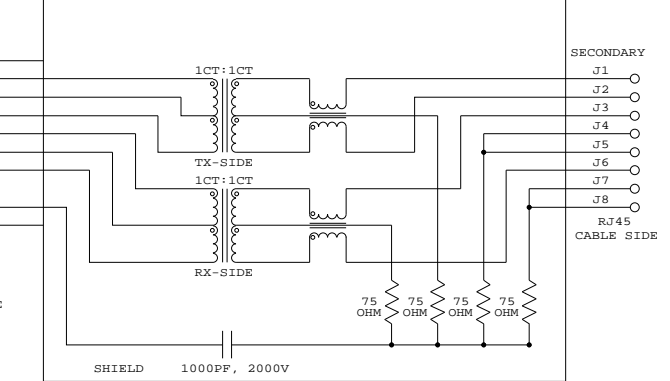 SECONDARY
1CT:1CT
J1
J2
J3
J4
J5
TX-SIDE
J6
1CT:1CT
J7
J8
RJ45
CABLE SIDE
RX-SIDE
75 OHM
75 OHM
75 OHM
75 OHM
SHIELD 1000PF, 2000V